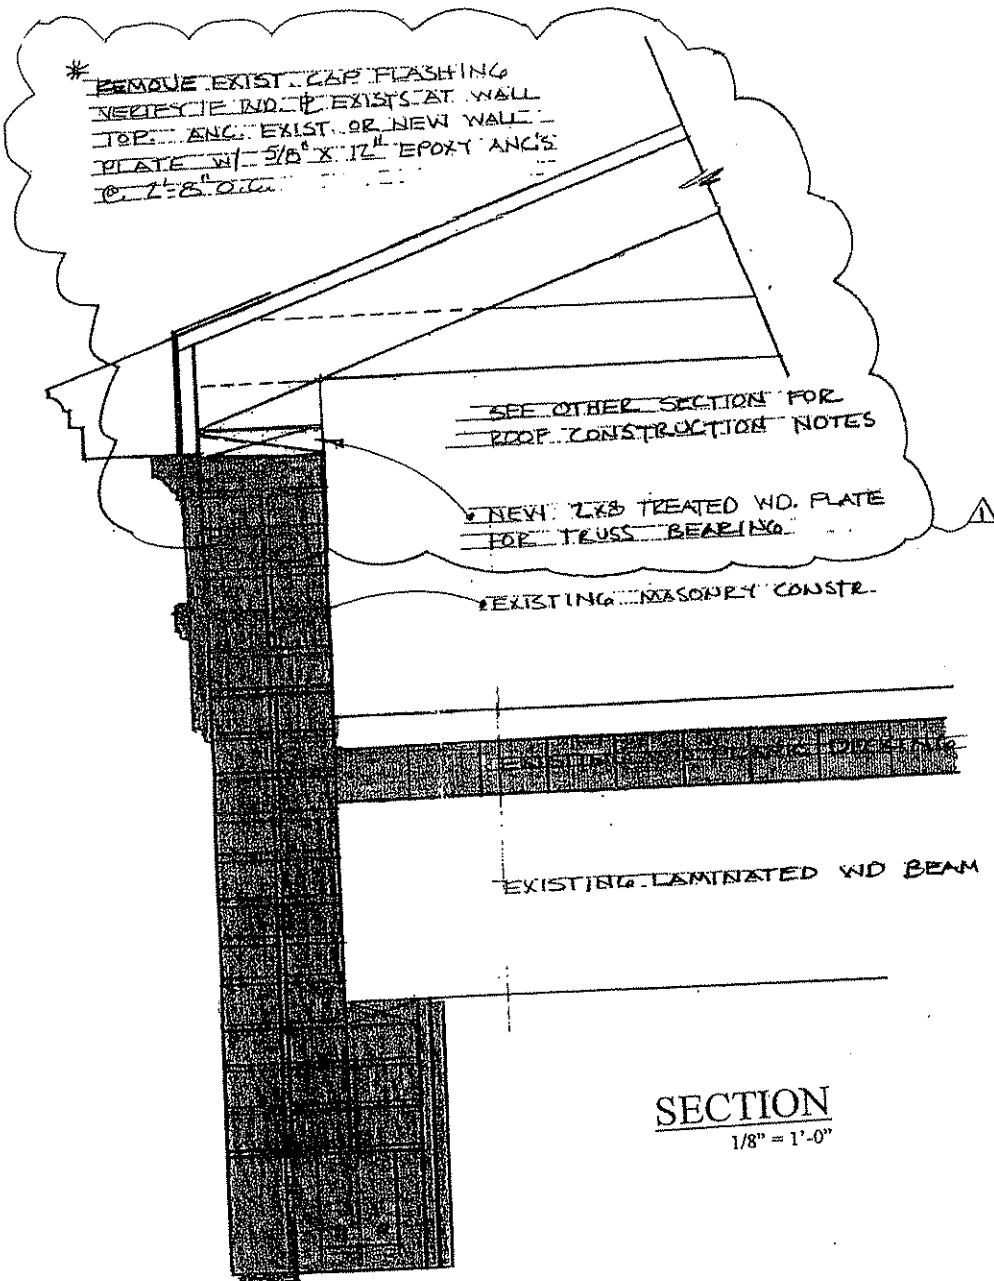 * REMOVE EXIST. CAP FLASHING
VERIFY IF WD. PL EXISTS AT WALL
TOP. ANC. EXIST. OR NEW WALL
PLATE W/ 5/8" X 12" EPOXY ANC'S
@ 2'-8" O.C.
SEE OTHER SECTION FOR
ROOF CONSTRUCTION NOTES
NEW 2X8 TREATED WD. PLATE
FOR TRUSS BEARING
1
EXISTING MASONRY CONSTR.
EXISTING DECKING
EXISTING LAMINATED WD BEAM
SECTION
1/8" = 1'-0"